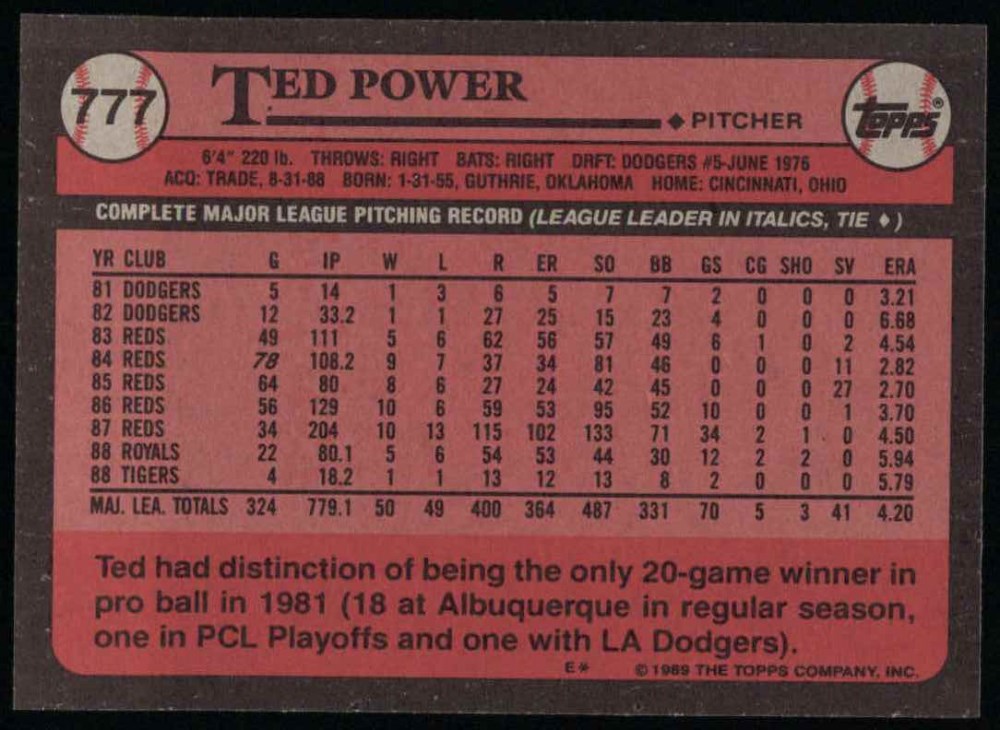 777
TED POWER
♦ PITCHER
Topps®
6'4" 220 lb. THROWS: RIGHT BATS: RIGHT DRFT: DODGERS #5-JUNE 1976
ACQ: TRADE, 8-31-88 BORN: 1-31-55, GUTHRIE, OKLAHOMA HOME: CINCINNATI, OHIO
COMPLETE MAJOR LEAGUE PITCHING RECORD (LEAGUE LEADER IN ITALICS, TIE ♦)
YR CLUB G IP W L R ER SO BB GS CG SHO SV ERA
81 DODGERS 5 14 1 3 6 5 7 7 2 0 0 0 3.21
82 DODGERS 12 33.2 1 1 27 25 15 23 4 0 0 0 6.68
83 REDS 49 111 5 6 62 56 57 49 6 1 0 2 4.54
84 REDS 78 108.2 9 7 37 34 81 46 0 0 0 11 2.82
85 REDS 64 80 8 6 27 24 42 45 0 0 0 27 2.70
86 REDS 56 129 10 6 59 53 95 52 10 0 0 1 3.70
87 REDS 34 204 10 13 115 102 133 71 34 2 1 0 4.50
88 ROYALS 22 80.1 5 6 54 53 44 30 12 2 2 0 5.94
88 TIGERS 4 18.2 1 1 13 12 13 8 2 0 0 0 5.79
MAJ. LEA. TOTALS 324 779.1 50 49 400 364 487 331 70 5 3 41 4.20
Ted had distinction of being the only 20-game winner in
pro ball in 1981 (18 at Albuquerque in regular season,
one in PCL Playoffs and one with LA Dodgers).
E* © 1989 THE TOPPS COMPANY, INC.